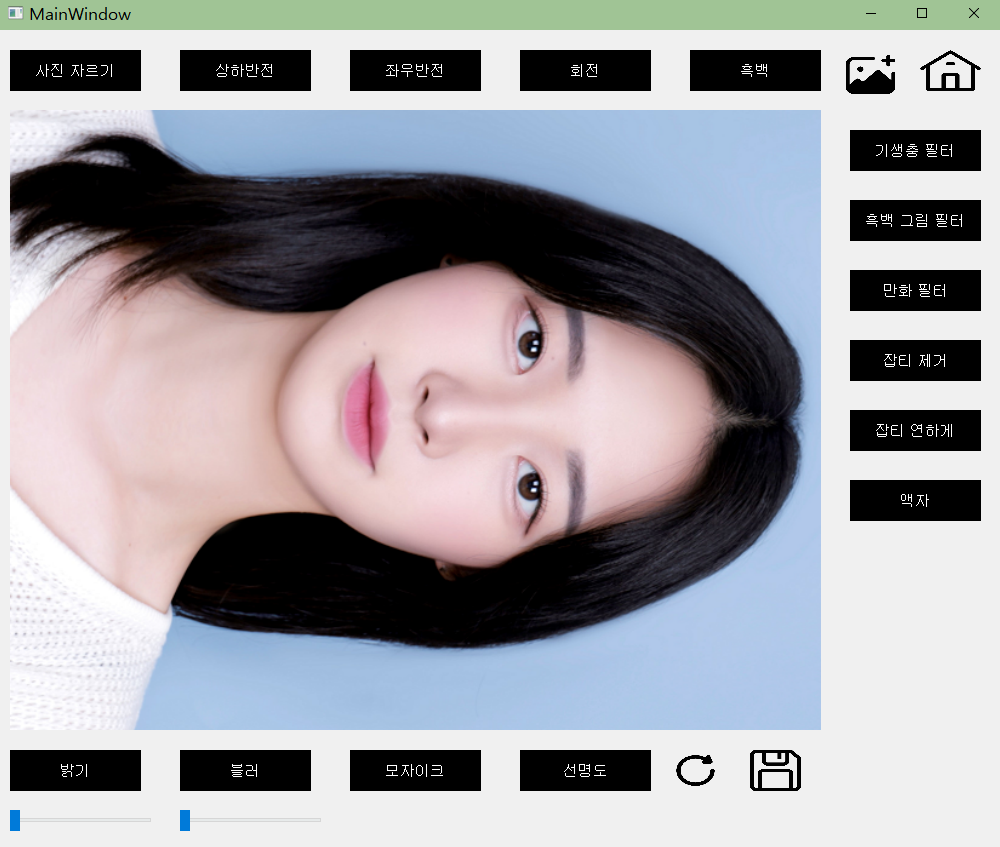 MainWindow
사진 자르기
상하반전
좌우반전
회전
흑백
기생충 필터
흑백 그림 필터
만화 필터
잡티 제거
잡티 연하게
액자
밝기
블러
모자이크
선명도